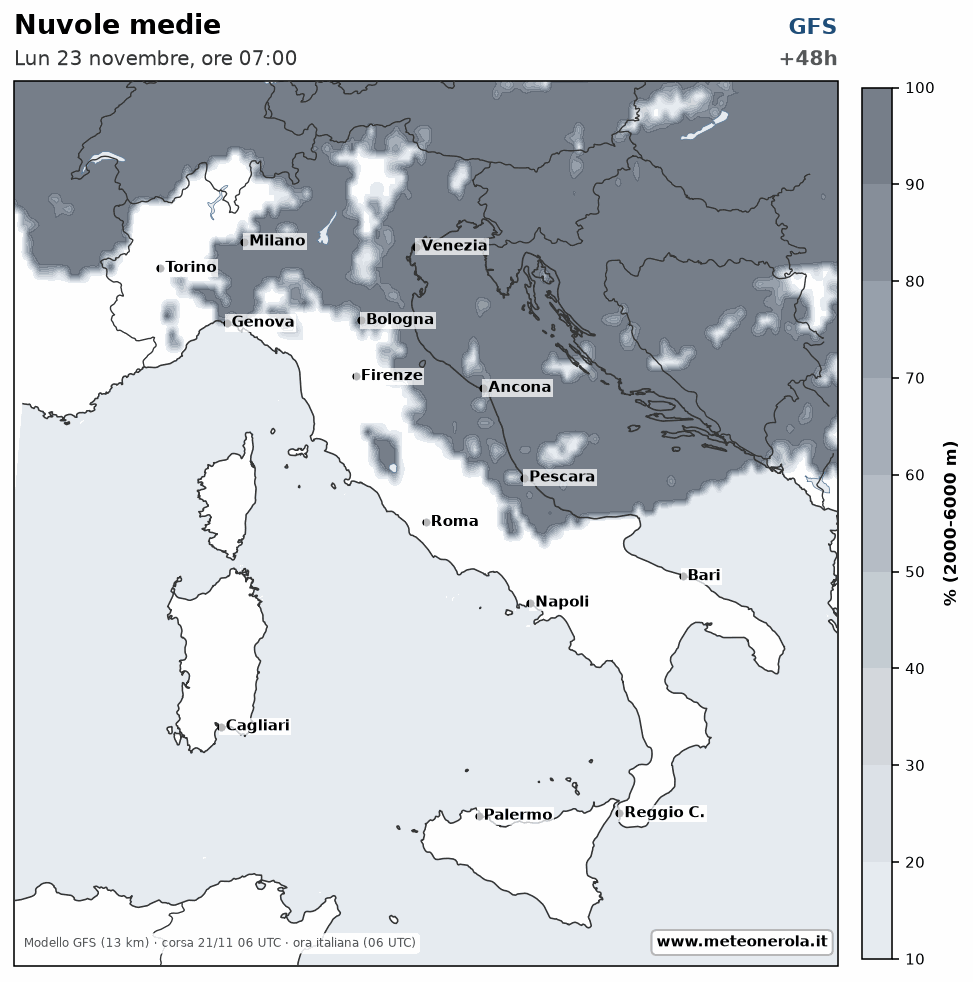 Nuvole medie
GFS
Lun 23 novembre, ore 07:00
+48h
100
90
80
70
60
50
40
30
20
10
% (2000-6000 m)
Milano
Venezia
Torino
Genova
Bologna
Firenze
Ancona
Pescara
Roma
Bari
Napoli
Cagliari
Palermo
Reggio C.
Modello GFS (13 km) · corsa 21/11 06 UTC · ora italiana (06 UTC)
www.meteonerola.it